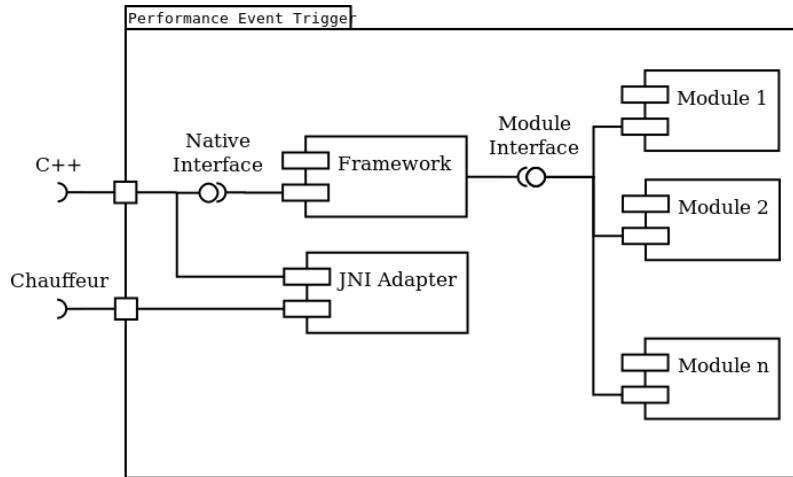 Performance Event Trigger
C++
Native
Interface
Framework
Module
Interface
Module 1
Module 2
Chauffeur
JNI Adapter
Module n